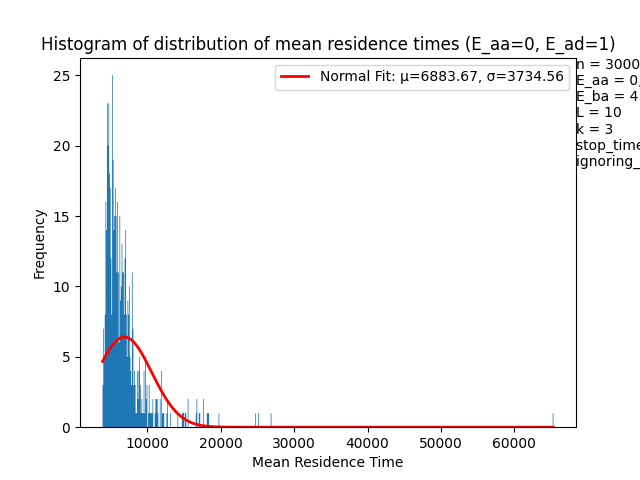 Histogram of distribution of mean residence times (E_aa=0, E_ad=1)
Normal Fit: μ=6883.67, σ=3734.56
n = 3000
E_aa = 0,
E_ba = 4
L = 10
k = 3
stop_time
ignoring_
Frequency
25
20
15
10
5
0
10000 20000 30000 40000 50000 60000
Mean Residence Time